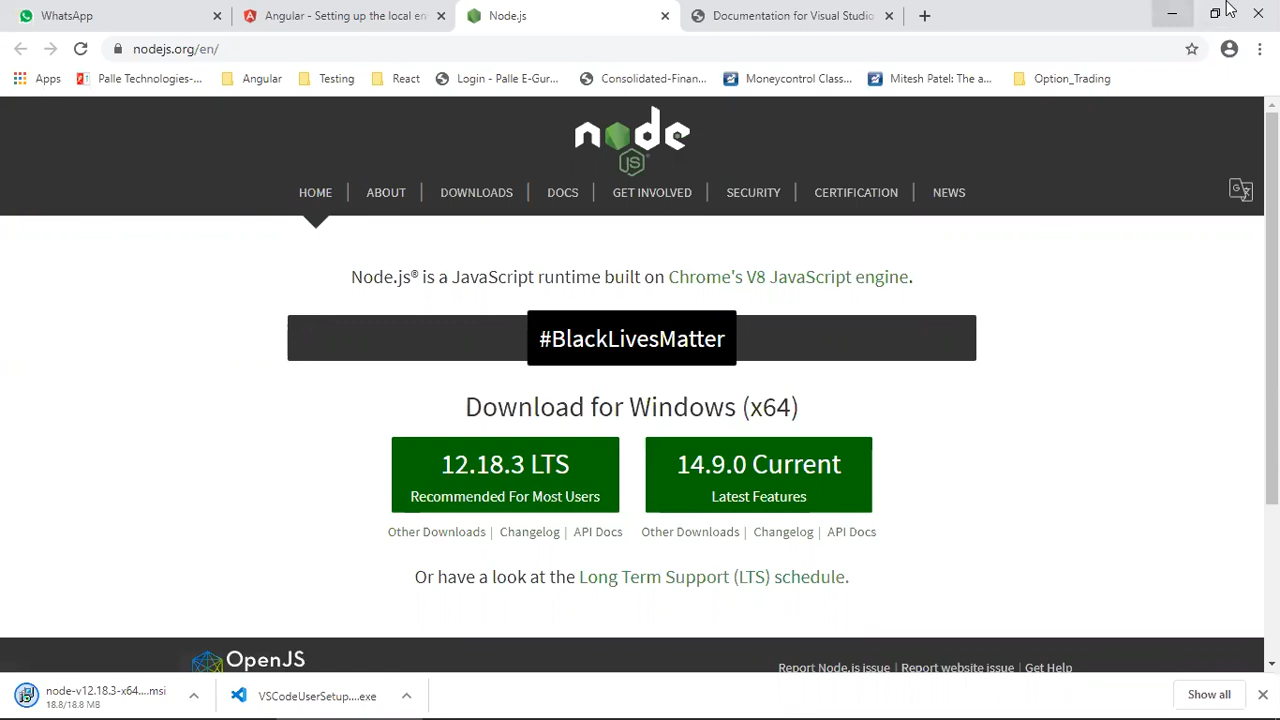 WhatsApp
Angular - Setting up the local en
Node.js
Documentation for Visual Studio
nodejs.org/en/
Apps
Palle Technologies-...
Angular
Testing
React
Login - Palle E-Gur...
Consolidated-Finan...
Moneycontrol Class...
Mitesh Patel: The a...
Option_Trading
node
JS
HOME
ABOUT
DOWNLOADS
DOCS
GET INVOLVED
SECURITY
CERTIFICATION
NEWS
Node.js® is a JavaScript runtime built on Chrome's V8 JavaScript engine.
#BlackLivesMatter
Download for Windows (x64)
12.18.3 LTS
Recommended For Most Users
14.9.0 Current
Latest Features
Other Downloads | Changelog | API Docs
Other Downloads | Changelog | API Docs
Or have a look at the Long Term Support (LTS) schedule.
OpenJS
Report Node.js issue | Report website issue | Get Help
node-v12.18.3-x64....msi
18.8/18.8 MB
VSCodeUserSetup....exe
Show all